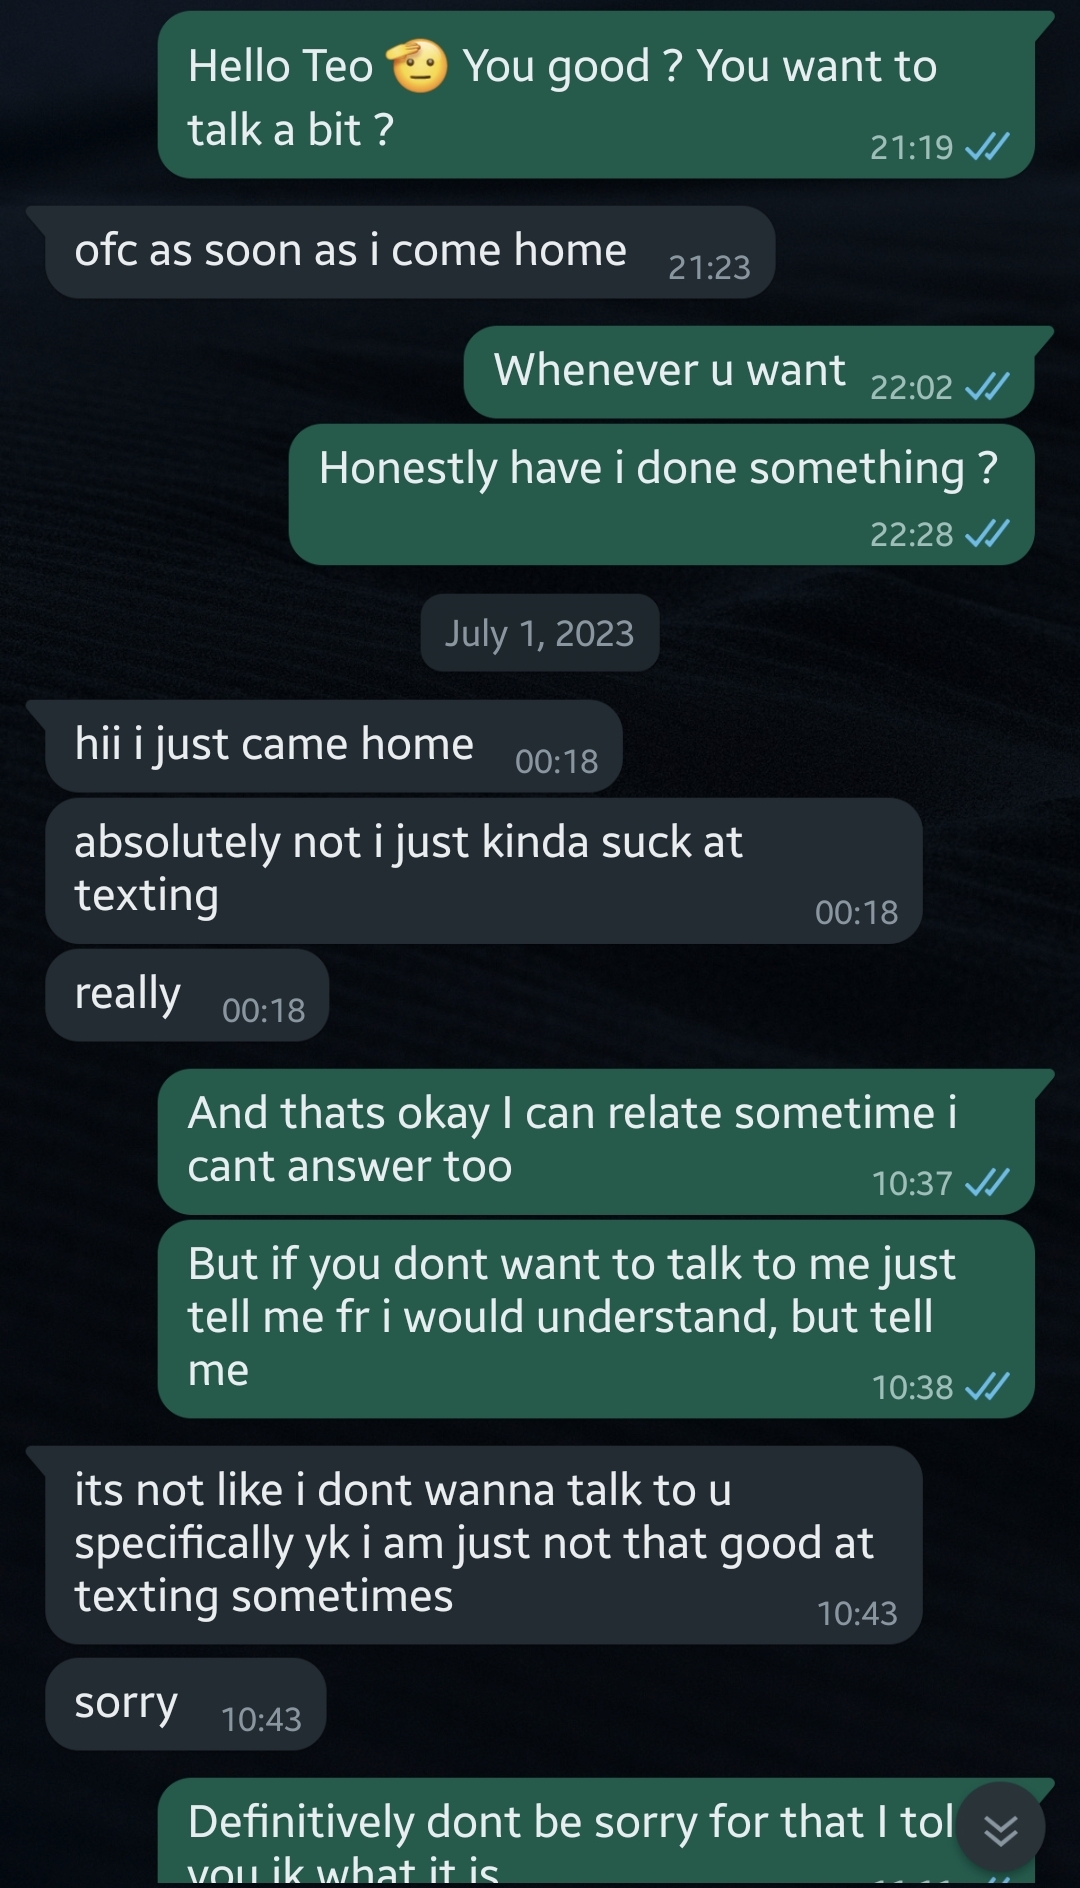 Hello Teo 🫡 You good ? You want to
talk a bit ?
21:19
ofc as soon as i come home
21:23
Whenever u want
22:02
Honestly have i done something ?
22:28
July 1, 2023
hii i just came home
00:18
absolutely not i just kinda suck at
texting
00:18
really
00:18
And thats okay I can relate sometime i
cant answer too
10:37
But if you dont want to talk to me just
tell me fr i would understand, but tell
me
10:38
its not like i dont wanna talk to u
specifically yk i am just not that good at
texting sometimes
10:43
sorry
10:43
Definitively dont be sorry for that I tol
you ik what it is